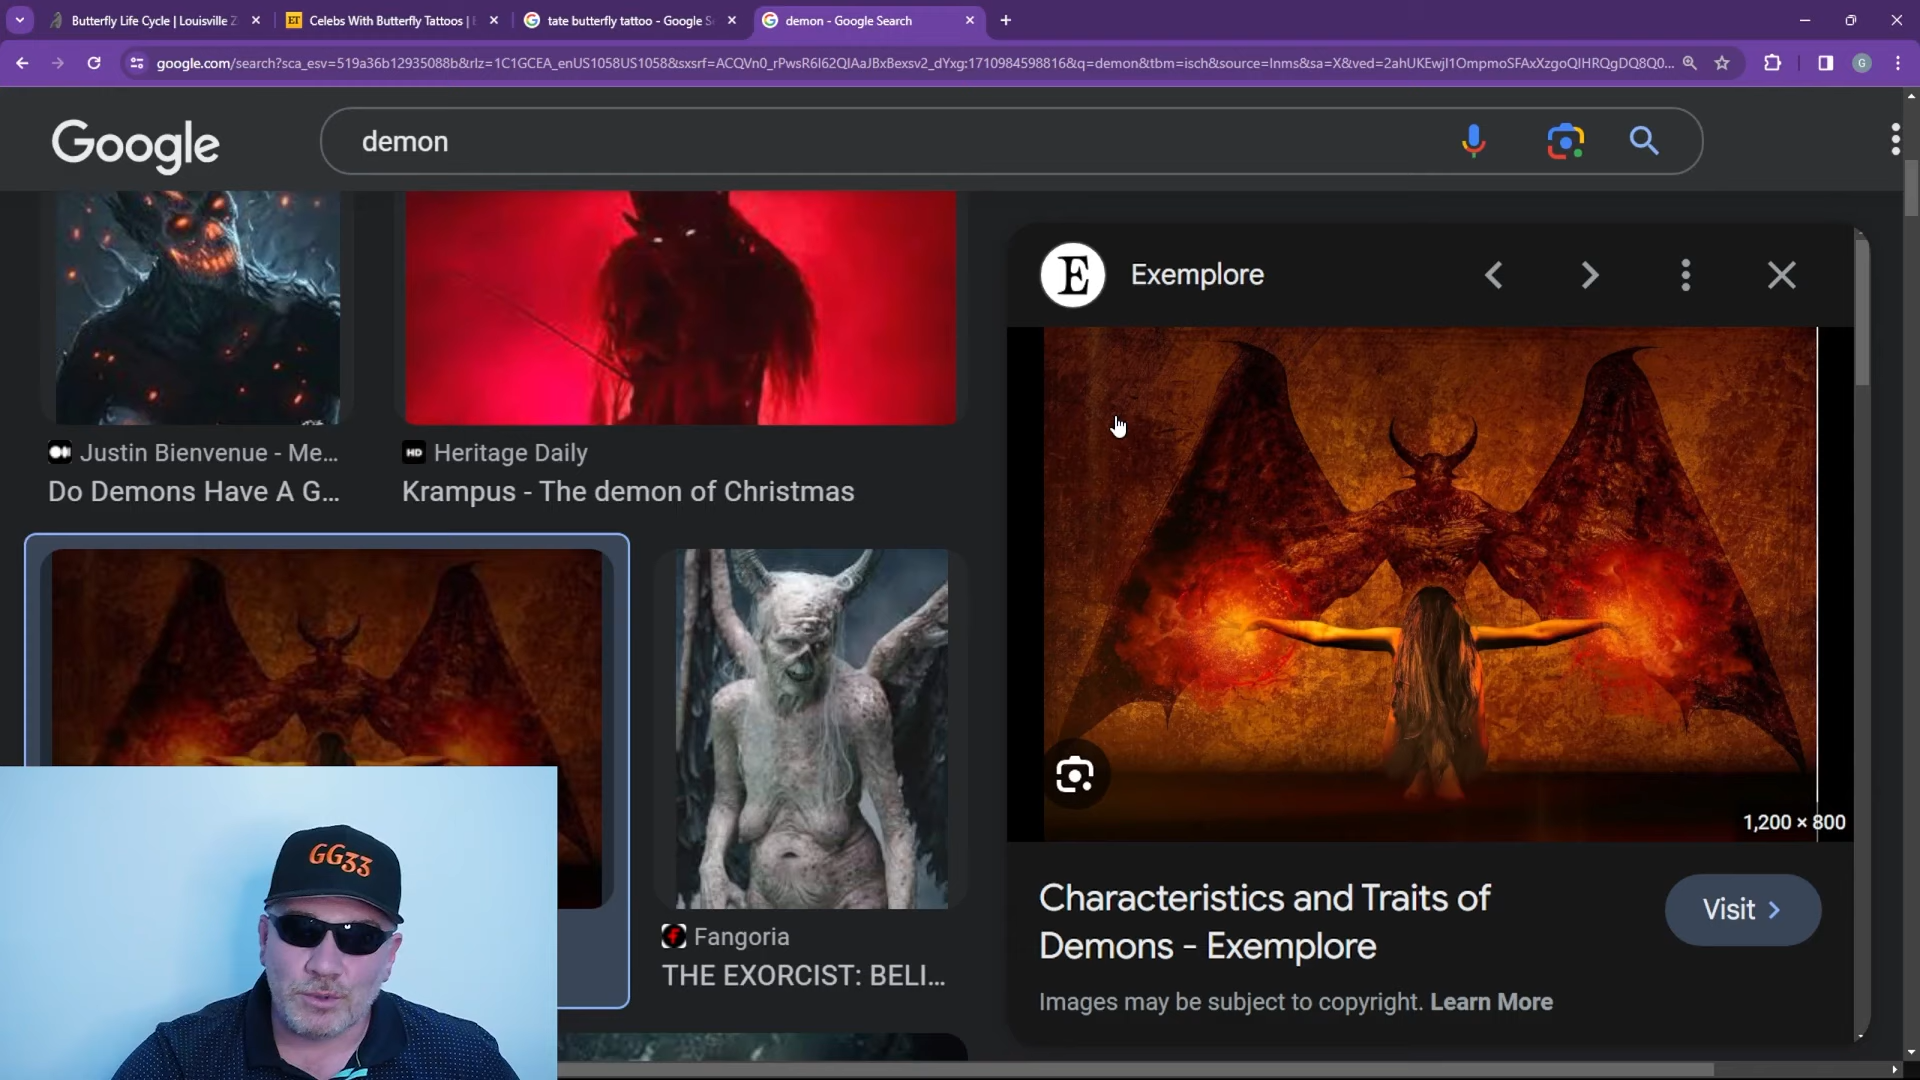 Butterfly Life Cycle | Louisville Z
ET Celebs With Butterfly Tattoos |
tate butterfly tattoo - Google S
demon - Google Search
google.com/search?sca_esv=519a36b12935088b&rlz=1C1GCEA_enUS1058US1058&sxsrf=ACQVn0_rPwsR6I62QIAaJBxBexsv2_dYxg:1710984598816&q=demon&tbm=isch&source=lnms&sa=X&ved=2ahUKEwjI1OmpmoSFAxXzgoQIHRQgDQ8Q0...
G
Google
demon
E Exemplore
Justin Bienvenue - Me...
Do Demons Have A G...
HD Heritage Daily
Krampus - The demon of Christmas
1,200 × 800
Characteristics and Traits of
Demons - Exemplore
Visit
Images may be subject to copyright. Learn More
Fangoria
THE EXORCIST: BELI...
GG33